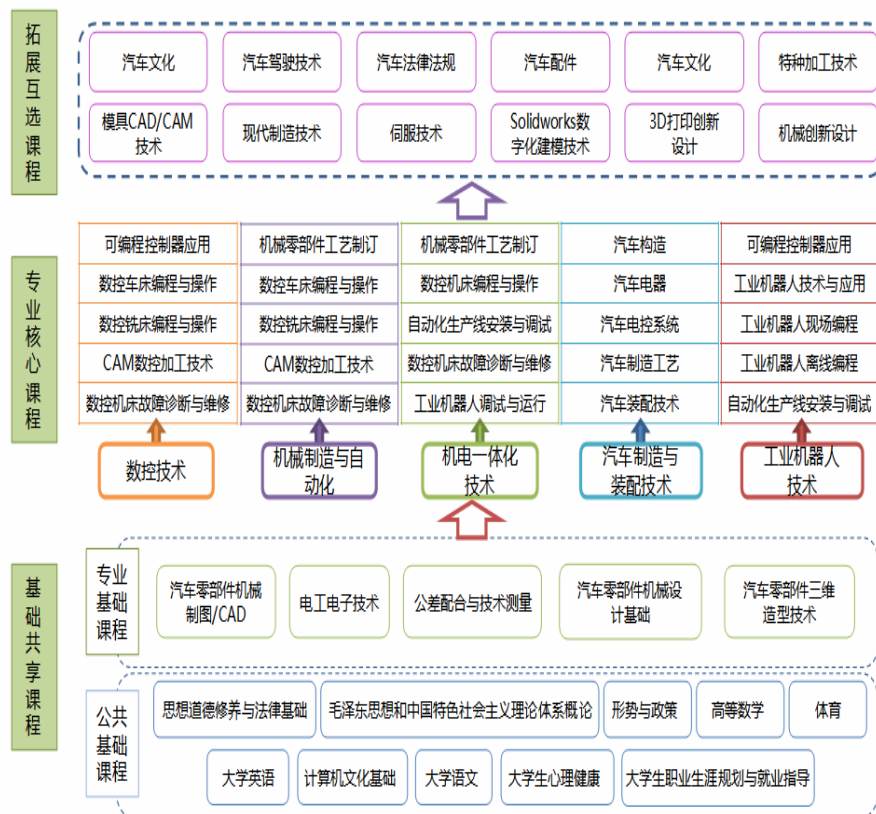 拓展互选课程
汽车文化
汽车驾驶技术
汽车法律法规
汽车配件
汽车文化
特种加工技术
模具CAD/CAM
技术
现代制造技术
伺服技术
Solidworks数
字化建模技术
3D打印创新
设计
机械创新设计
专业核心课程
可编程控制器应用
数控车床编程与操作
数控铣床编程与操作
CAM数控加工技术
数控机床故障诊断与维修
数控技术
机械零部件工艺制订
数控车床编程与操作
数控铣床编程与操作
CAM数控加工技术
数控机床故障诊断与维修
机械制造与自
动化
机械零部件工艺制订
数控机床编程与操作
自动化生产线安装与调试
数控机床故障诊断与维修
工业机器人调试与运行
机电一体化
技术
汽车构造
汽车电器
汽车电控系统
汽车制造工艺
汽车装配技术
汽车制造与
装配技术
可编程控制器应用
工业机器人技术与应用
工业机器人现场编程
工业机器人离线编程
自动化生产线安装与调试
工业机器人
技术
基础共享课程
专业
基础
课程
汽车零部件机械
制图/CAD
电工电子技术
公差配合与技术测量
汽车零部件机械设
计基础
汽车零部件三维
造型技术
公共
基础
课程
思想道德修养与法律基础
毛泽东思想和中国特色社会主义理论体系概论
形势与政策
高等数学
体育
大学英语
计算机文化基础
大学语文
大学生心理健康
大学生职业生涯规划与就业指导